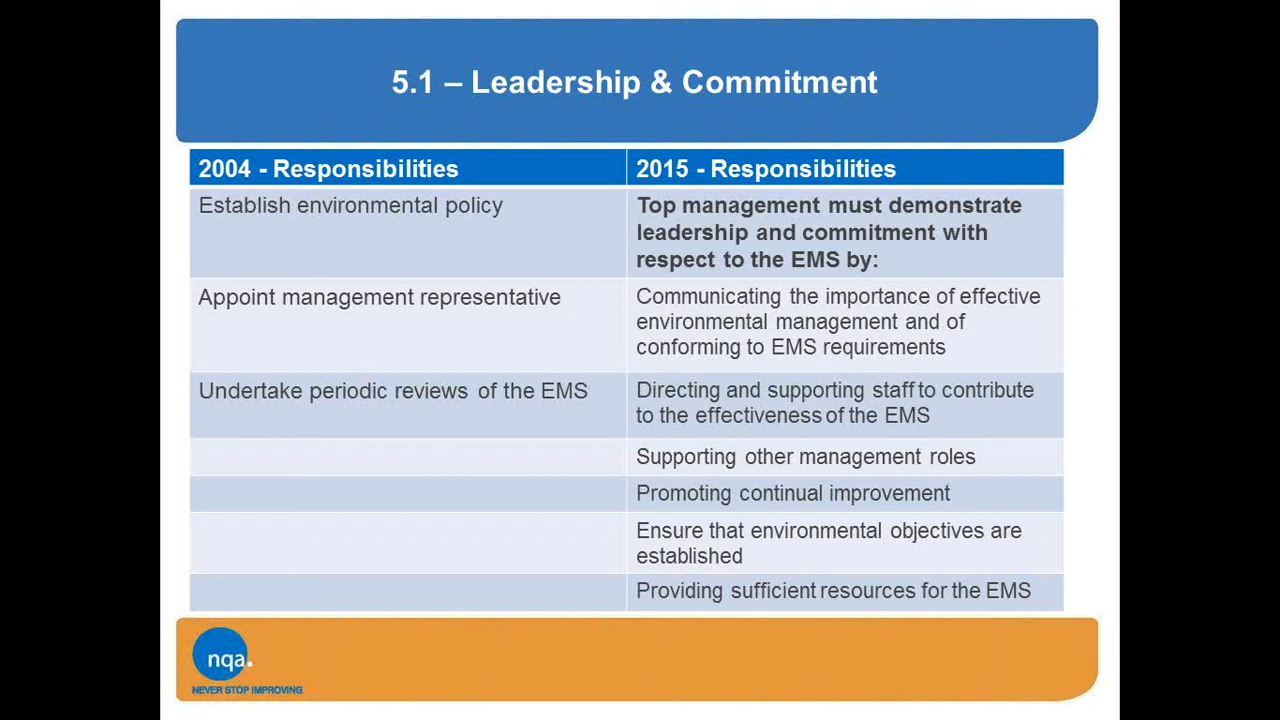 5.1 – Leadership & Commitment
2004 - Responsibilities
2015 - Responsibilities
Establish environmental policy
Top management must demonstrate
leadership and commitment with
respect to the EMS by:
Appoint management representative
Communicating the importance of effective
environmental management and of
conforming to EMS requirements
Undertake periodic reviews of the EMS
Directing and supporting staff to contribute
to the effectiveness of the EMS
Supporting other management roles
Promoting continual improvement
Ensure that environmental objectives are
established
Providing sufficient resources for the EMS
nqa.
NEVER STOP IMPROVING